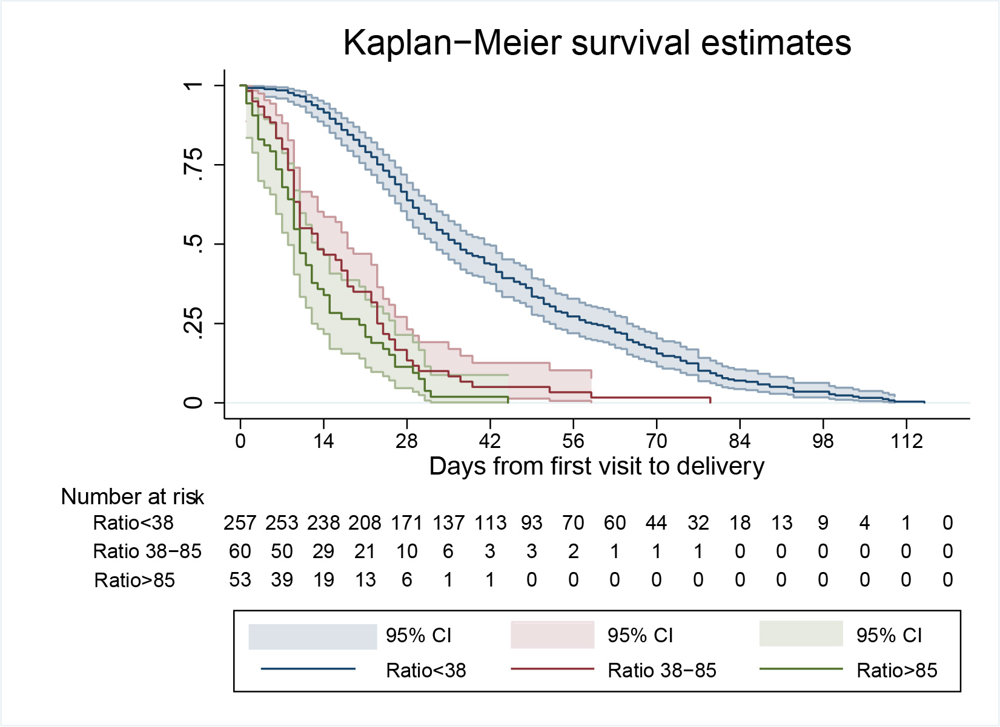 Kaplan−Meier survival estimates
1
.75
.5
.25
0
0 14 28 42 56 70 84 98 112
Days from first visit to delivery
Number at risk
Ratio<38 257 253 238 208 171 137 113 93 70 60 44 32 18 13 9 4 1 0
Ratio 38−85 60 50 29 21 10 6 3 3 2 1 1 1 0 0 0 0 0 0
Ratio>85 53 39 19 13 6 1 1 0 0 0 0 0 0 0 0 0 0 0
95% CI 95% CI 95% CI
Ratio<38 Ratio 38−85 Ratio>85